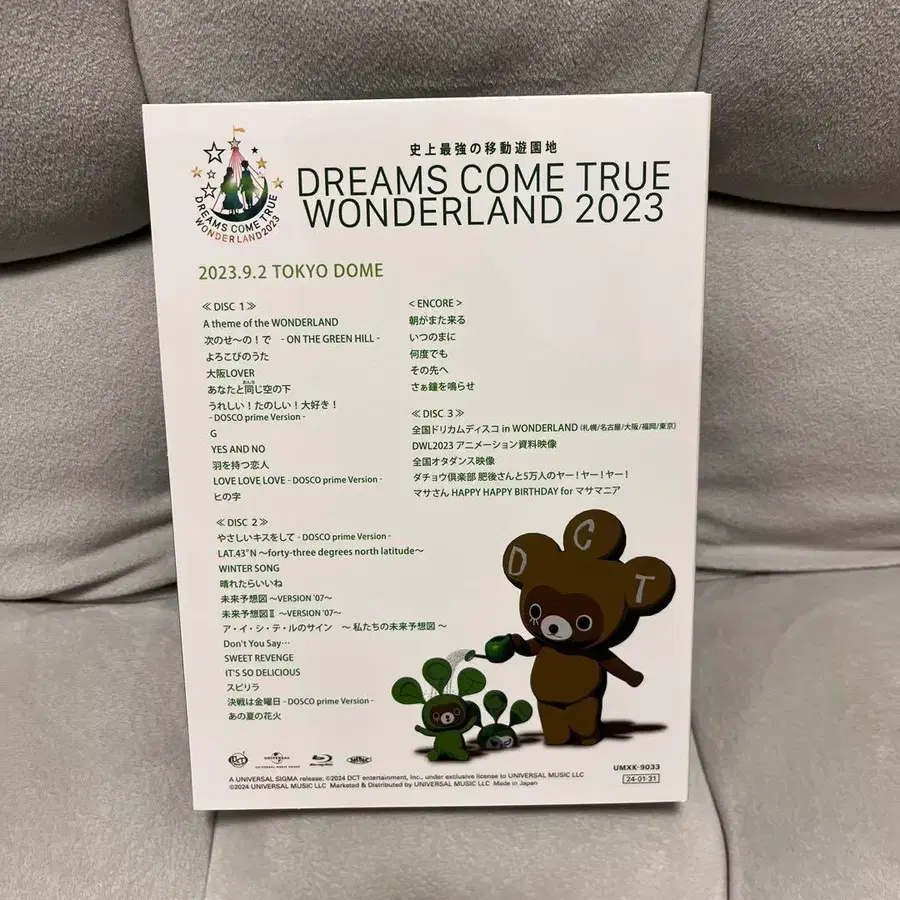 史上最強の移動遊園地
DREAMS COME TRUE
WONDERLAND 2023
DREAMS COME TRUE
WONDERLAND2023
2023.9.2 TOKYO DOME
≪ DISC 1 ≫
A theme of the WONDERLAND
次のせ〜の！で - ON THE GREEN HILL -
よろこびのうた
大阪LOVER
あなたと同じ空の下
うれしい！たのしい！大好き！
- DOSCO prime Version -
G
YES AND NO
羽を持つ恋人
LOVE LOVE LOVE - DOSCO prime Version -
ヒの字
≪ DISC 2 ≫
やさしいキスをして - DOSCO prime Version -
LAT.43°N 〜forty-three degrees north latitude〜
WINTER SONG
晴れたらいいね
未来予想図 〜VERSION '07〜
未来予想図Ⅱ 〜VERSION '07〜
ア・イ・シ・テ・ルのサイン 〜 私たちの未来予想図 〜
Don't You Say…
SWEET REVENGE
IT'S SO DELICIOUS
スピリラ
決戦は金曜日 - DOSCO prime Version -
あの夏の花火
< ENCORE >
朝がまた来る
いつのまに
何度でも
その先へ
さぁ鐘を鳴らせ
≪ DISC 3 ≫
全国ドリカムディスコ in WONDERLAND (札幌/名古屋/大阪/福岡/東京)
DWL2023 アニメーション資料映像
全国オタダンス映像
ダチョウ倶楽部 肥後さんと5万人のヤー！ヤー！ヤー！
マサさん HAPPY HAPPY BIRTHDAY for マサマニア
D C T
UNIVERSAL
Blu-ray Disc
UMXK-9033
24-01-31
A UNIVERSAL SIGMA release; ©2024 DCT entertainment, inc., under exclusive license to UNIVERSAL MUSIC LLC
©2024 UNIVERSAL MUSIC LLC Marketed & Distributed by UNIVERSAL MUSIC LLC Made in Japan